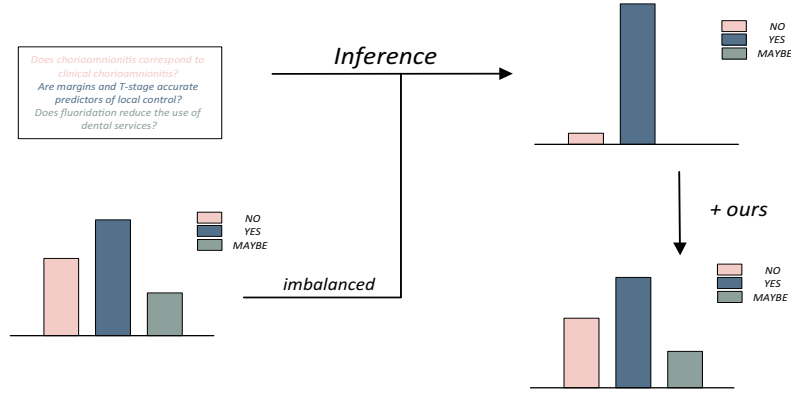 Does chorioamnionitis correspond to
clinical chorioamnionitis?
Are margins and T-stage accurate
predictors of local control?
Does fluoridation reduce the use of
dental services?
Inference
NO
YES
MAYBE
NO
YES
MAYBE
imbalanced
+ ours
NO
YES
MAYBE